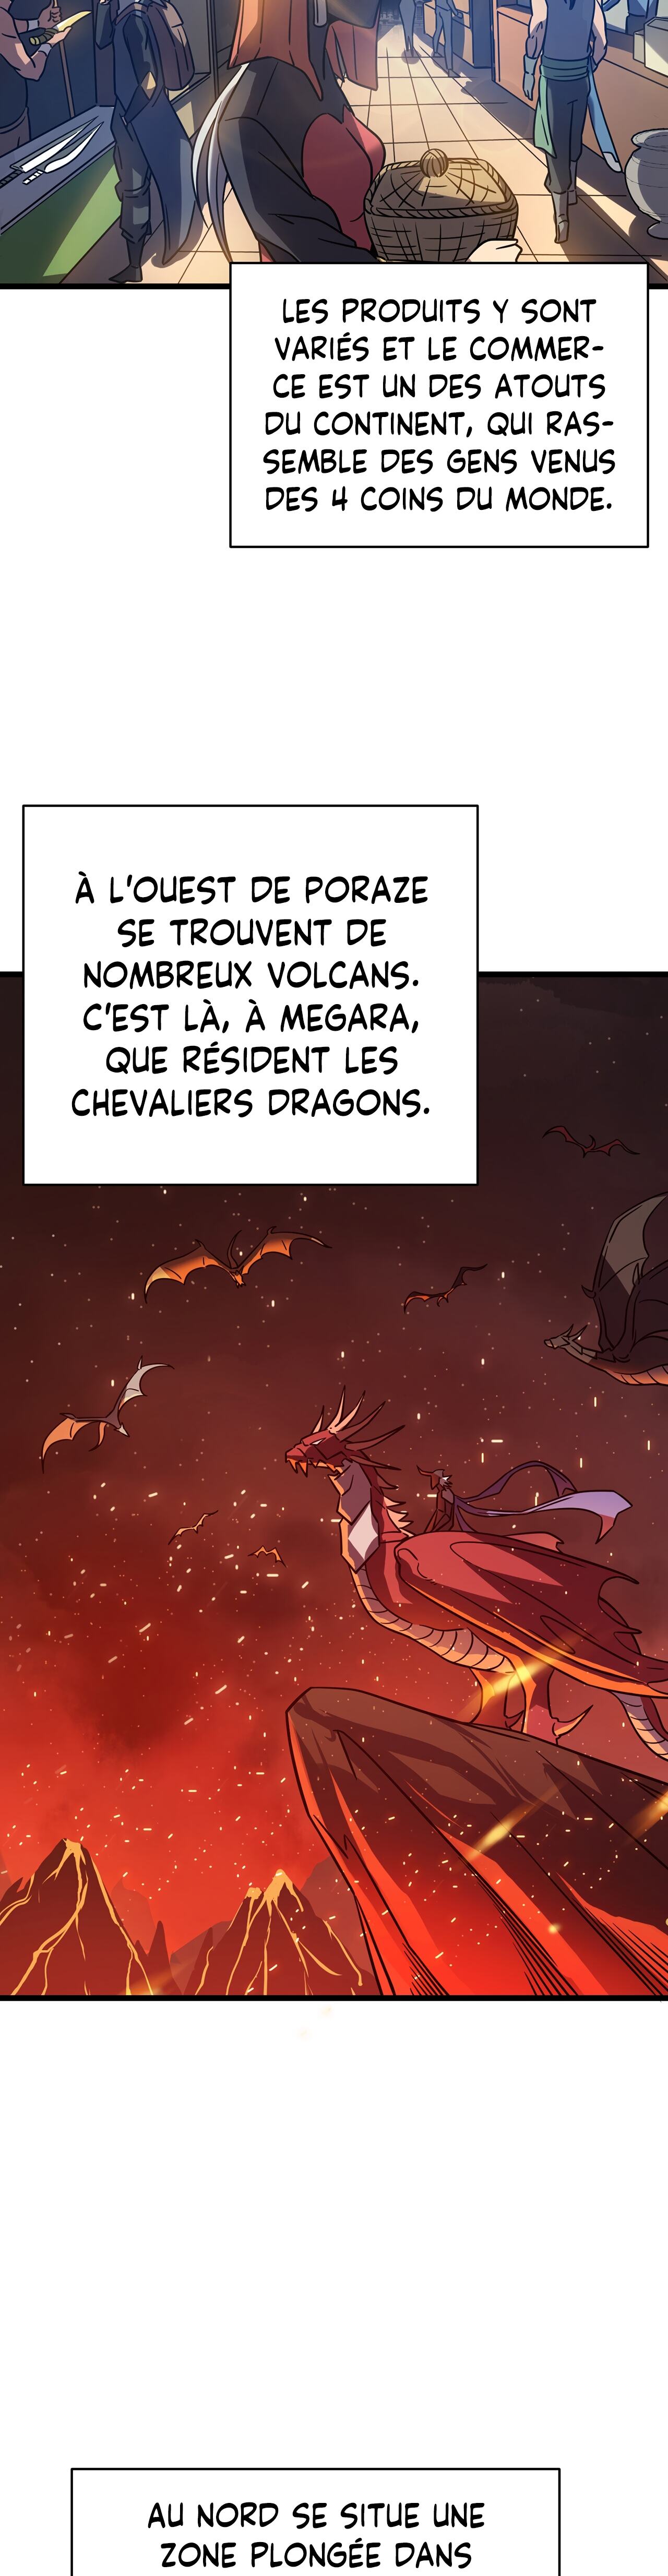 LES PRODUITS Y SONT
VARIÉS ET LE COMMER-
CE EST UN DES ATOUTS
DU CONTINENT, QUI RAS-
SEMBLE DES GENS VENUS
DES 4 COINS DU MONDE.
À L'OUEST DE PORAZE
SE TROUVENT DE
NOMBREUX VOLCANS.
C'EST LÀ, À MEGARA,
QUE RÉSIDENT LES
CHEVALIERS DRAGONS.
AU NORD SE SITUE UNE
ZONE PLONGÉE DANS